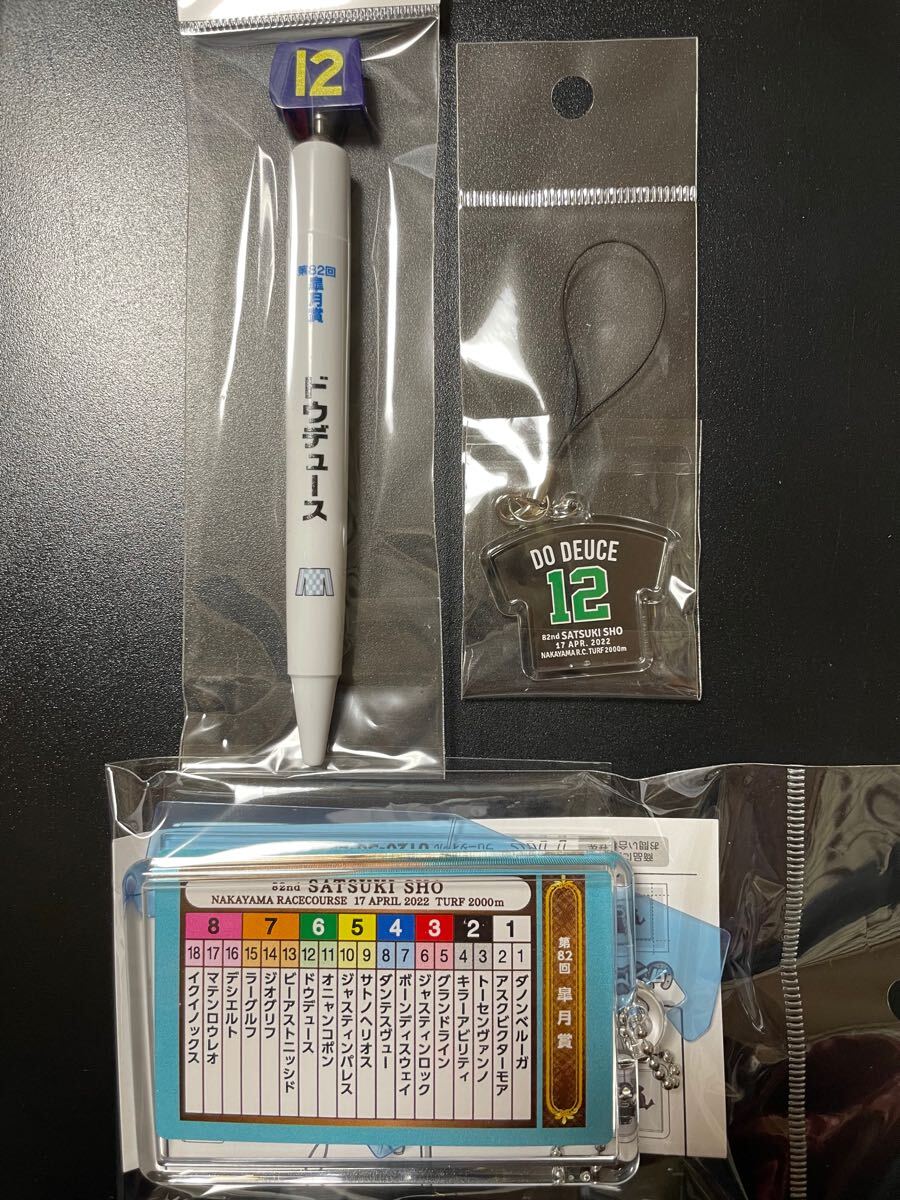 12
第82回
皐月賞
ドウデュース
DO DEUCE
12
82nd SATSUKI SHO
17 APR. 2022
NAKAYAMA R.C. TURF 2000m
82nd SATSUKI SHO
NAKAYAMA RACECOURSE 17 APRIL 2022 TURF 2000m
8 7 6 5 4 3 2 1
18 17 16 15 14 13 12 11 10 9 8 7 6 5 4 3 2 1
第82回 皐月賞
ダノンベルーガ
アスクビクターモア
トーセンヴァンノ
キラーアビリティ
グランドライン
ジャスティンロック
ボーンディスウェイ
ダンテスヴュー
サトノヘリオス
ジャスティンパレス
オニャンコポン
ドウデュース
ビーアストニッシド
ジオグリフ
ラーグルフ
デシエルト
マテンロウレオ
イクイノックス